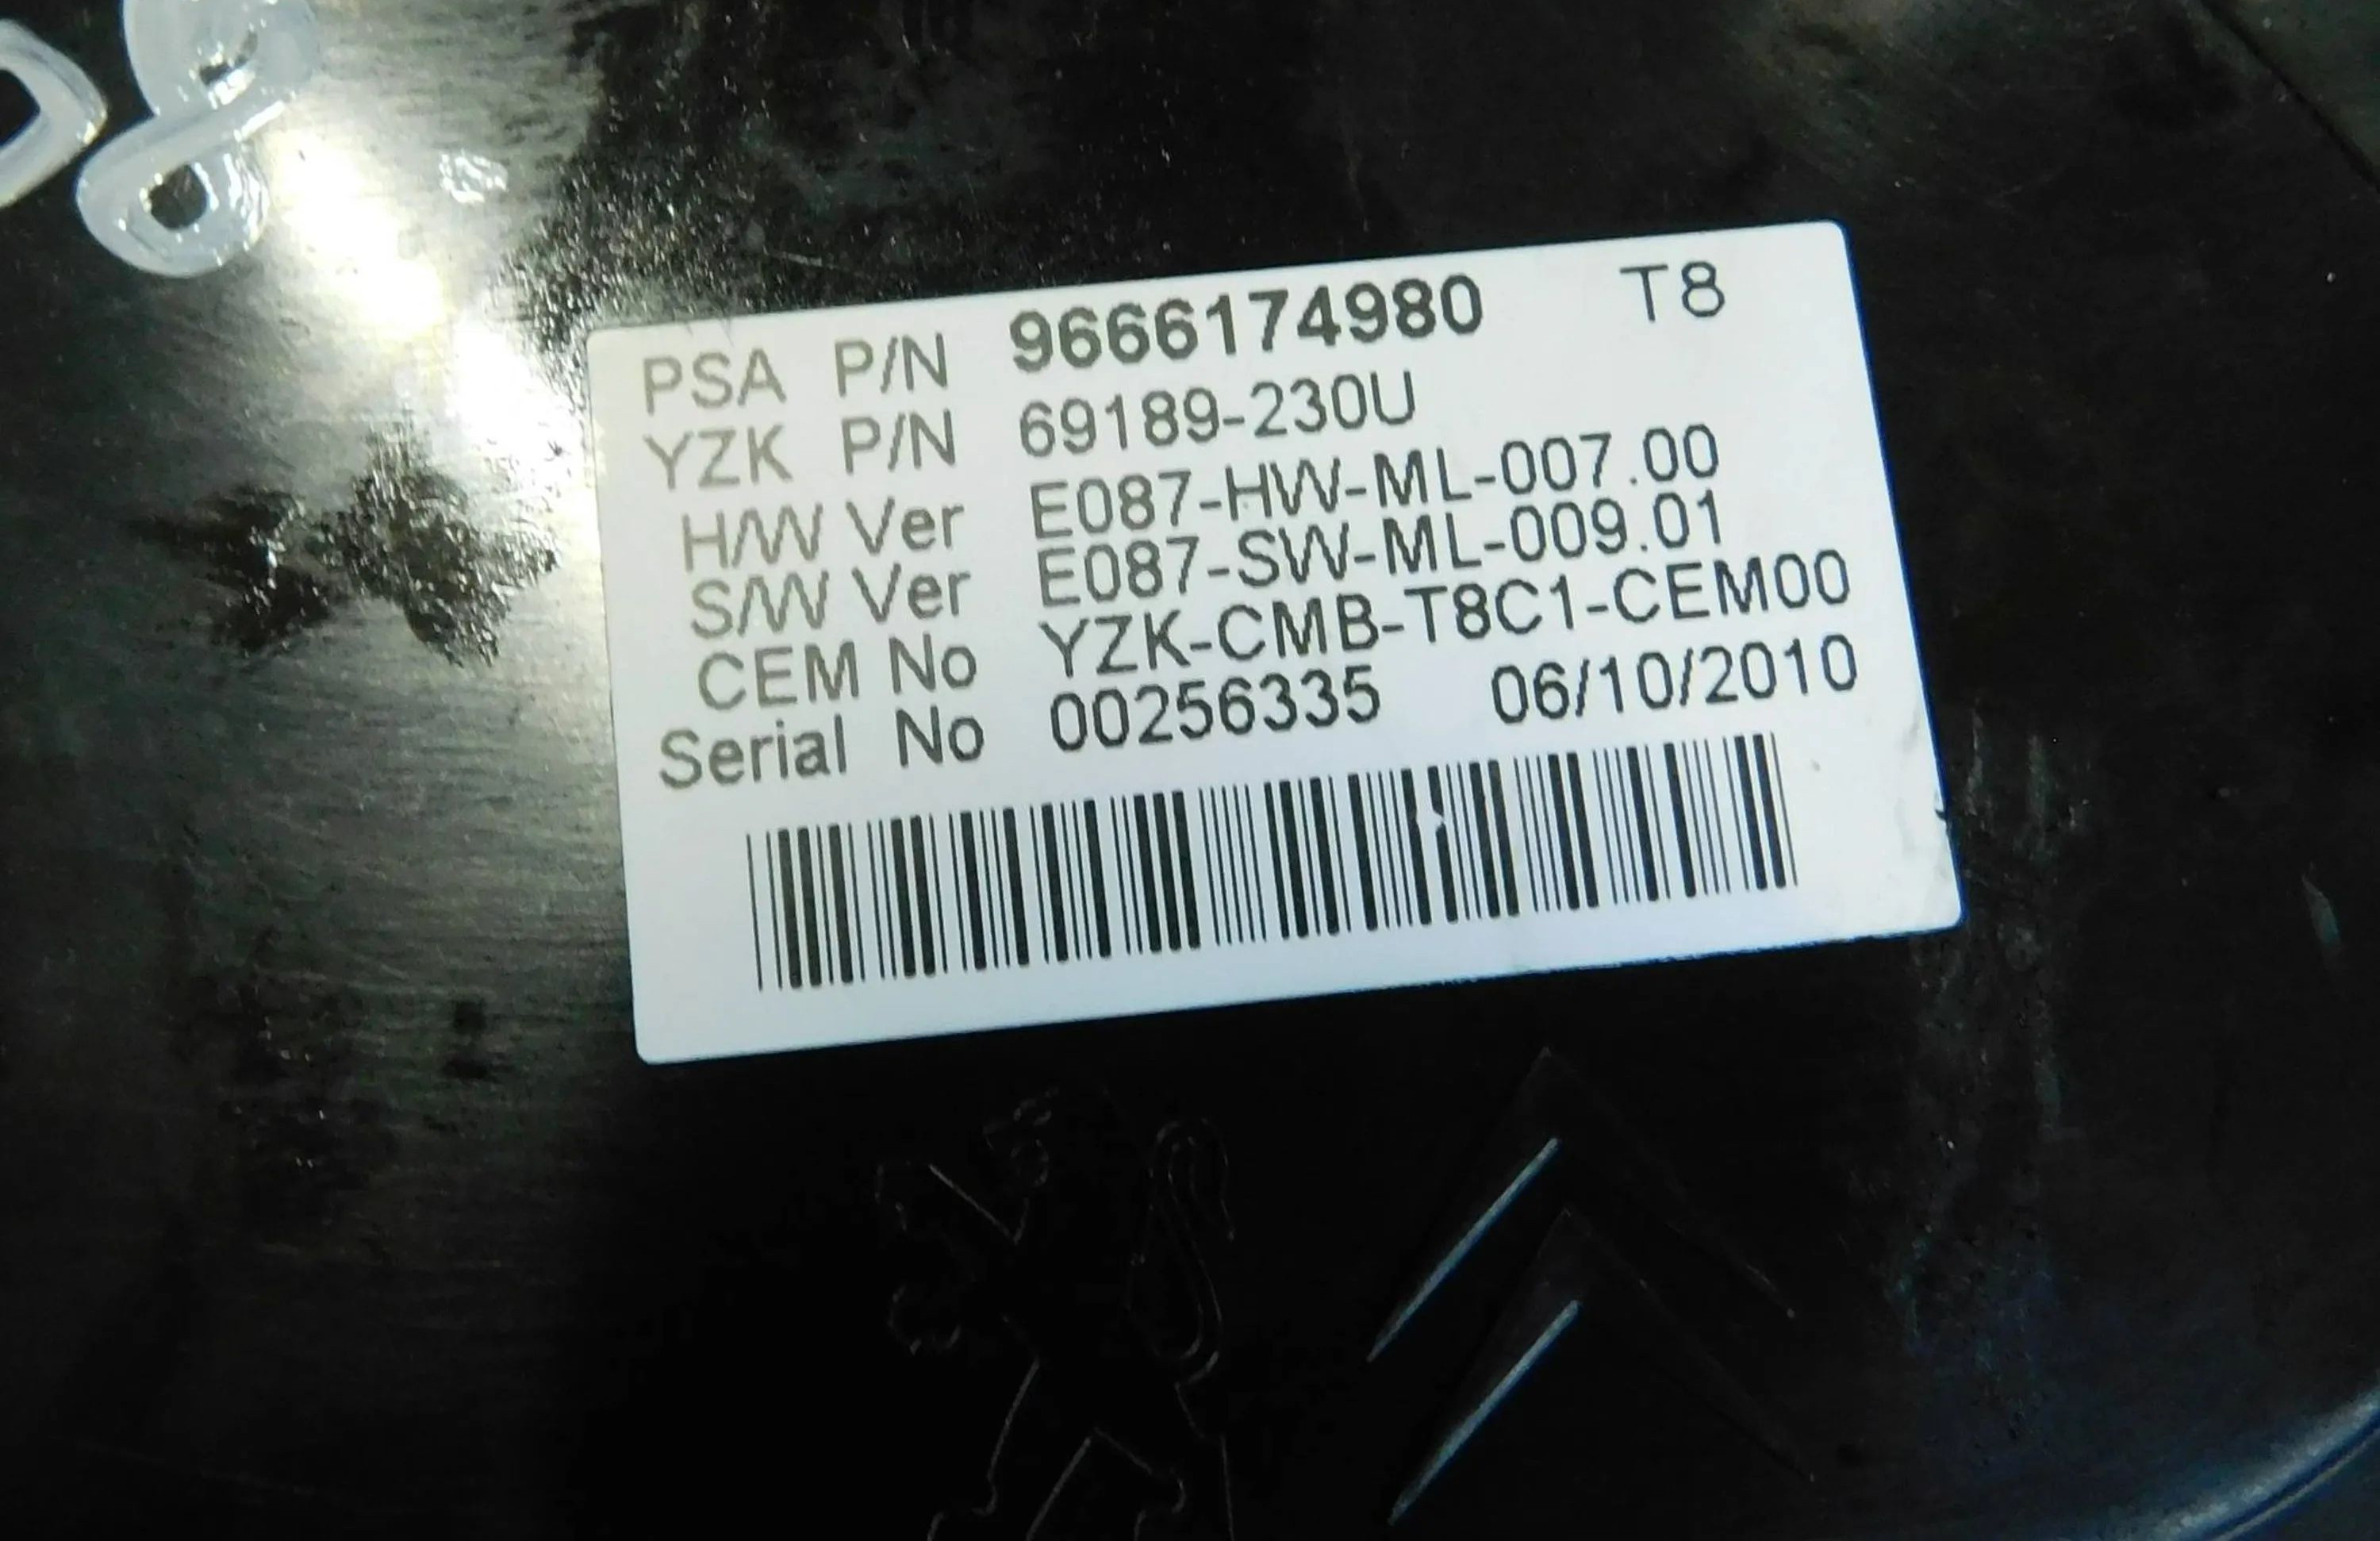 08
PSA P/N 9666174980 T8
YZK P/N 69189-230U
H/W Ver E087-HW-ML-007.00
S/W Ver E087-SW-ML-009.01
CEM No YZK-CMB-T8C1-CEM00
Serial No 00256335 06/10/2010